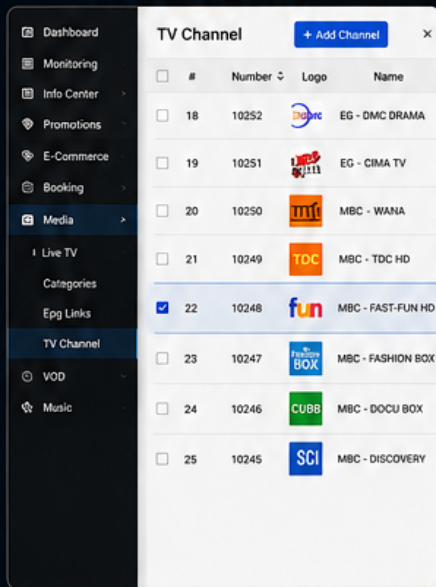 Dashboard
Monitoring
Info Center
Promotions
E-Commerce
Booking
Media
Live TV
Categories
Epg Links
TV Channel
VOD
Music
TV Channel
+ Add Channel ×
# Number Logo Name
18 10252 EG - DMC DRAMA
19 10251 EG - CIMA TV
20 10250 MBC - WANA
21 10249 TDC MBC - TDC HD
22 10248 fun MBC - FAST-FUN HD
23 10247 BOX MBC - FASHION BOX
24 10246 CUBB MBC - DOCU BOX
25 10245 SCI MBC - DISCOVERY